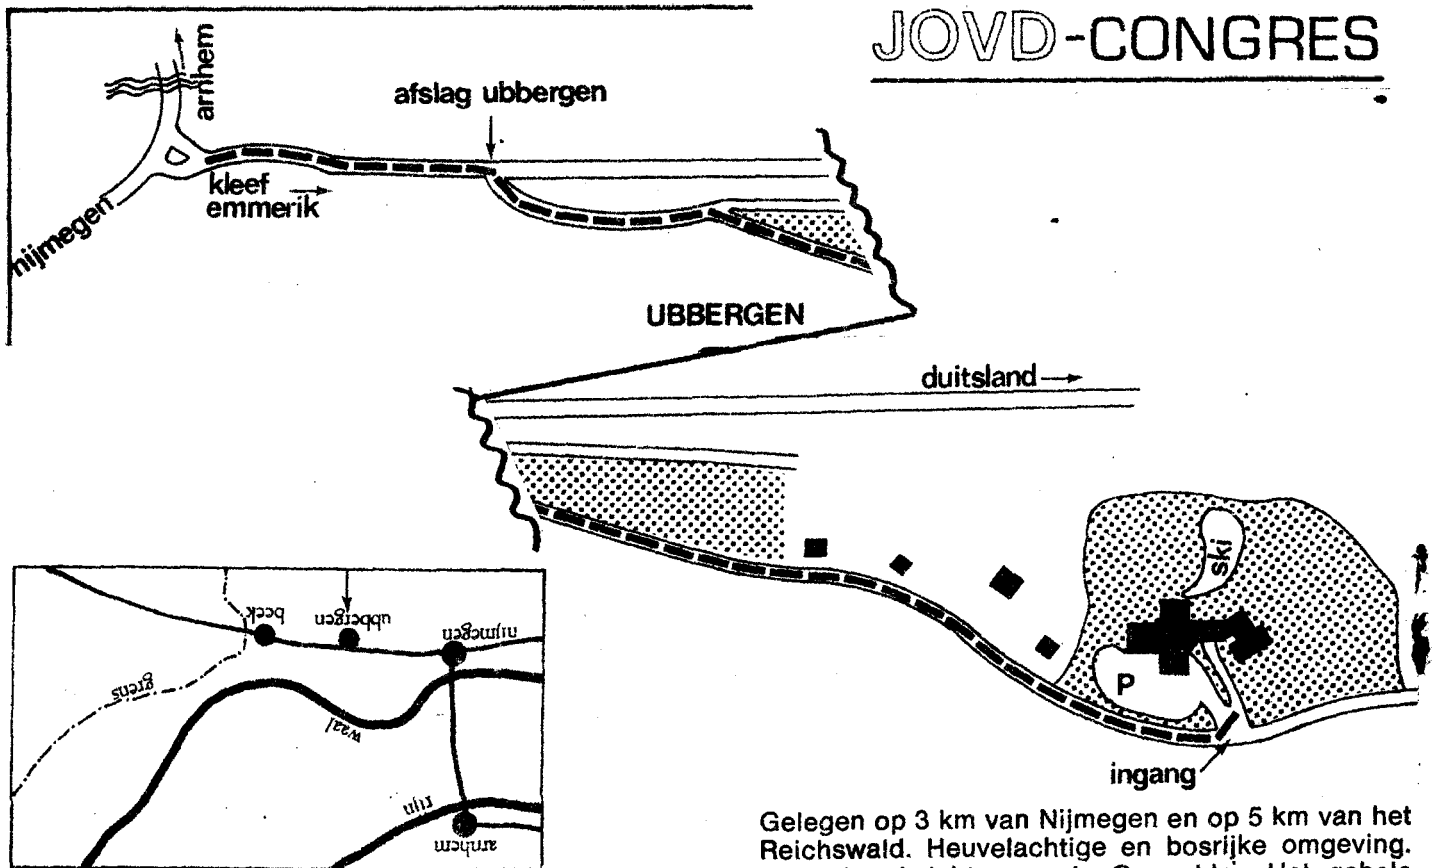 JOVD-CONGRES
arnhem
afslag ubbergen
kleef
emmerik
nijmegen
UBBERGEN
duitsland
ski
P
ingang
beek
ubbergen
nijmegen
grens
waal
rijn
arnhem
Gelegen op 3 km van Nijmegen en op 5 km van het
Reichswald. Heuvelachtige en bosrijke omgeving.